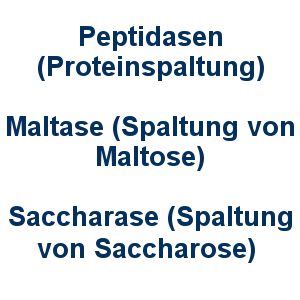 Peptidasen
(Proteinspaltung)
Maltase (Spaltung von
Maltose)
Saccharase (Spaltung
von Saccharose)